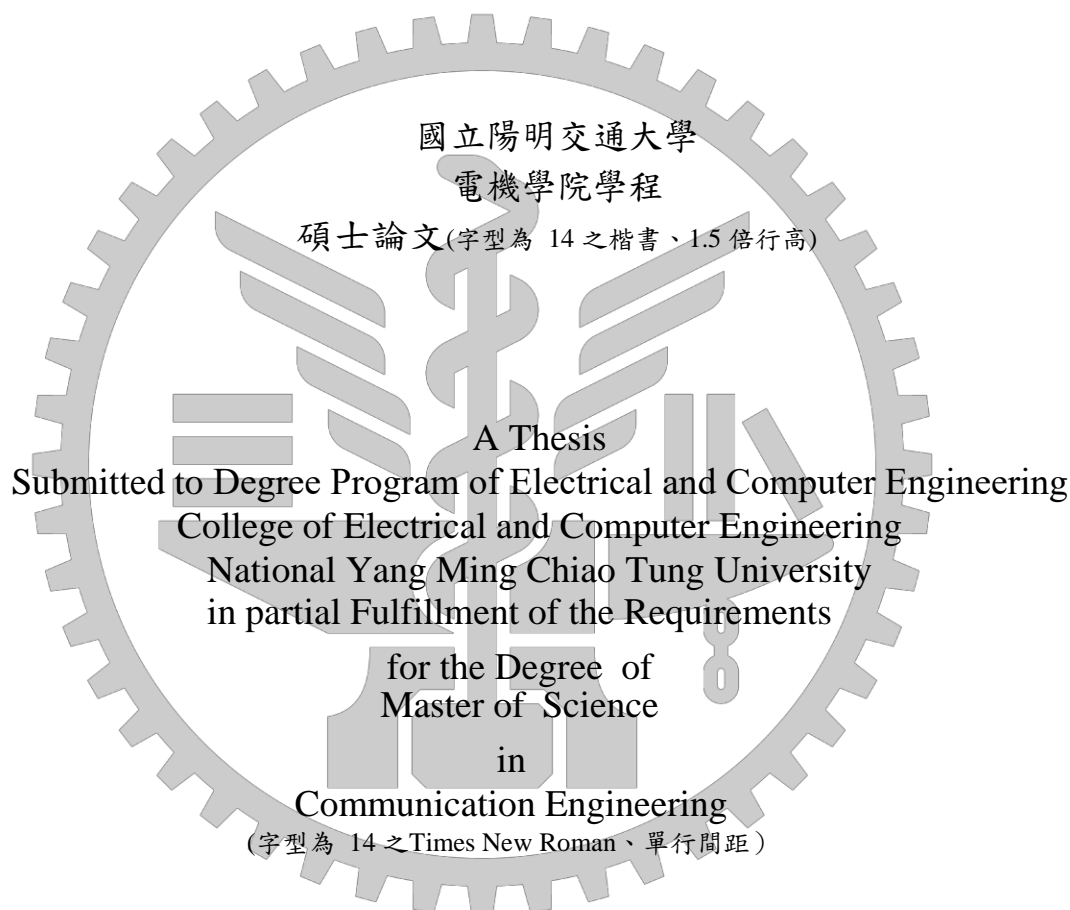 國立陽明交通大學
電機學院學程
碩士論文(字型為 14 之楷書、1.5 倍行高)
A Thesis
Submitted to Degree Program of Electrical and Computer Engineering
College of Electrical and Computer Engineering
National Yang Ming Chiao Tung University
in partial Fulfillment of the Requirements
for the Degree of
Master of Science
in
Communication Engineering
(字型為 14 之Times New Roman、單行間距）